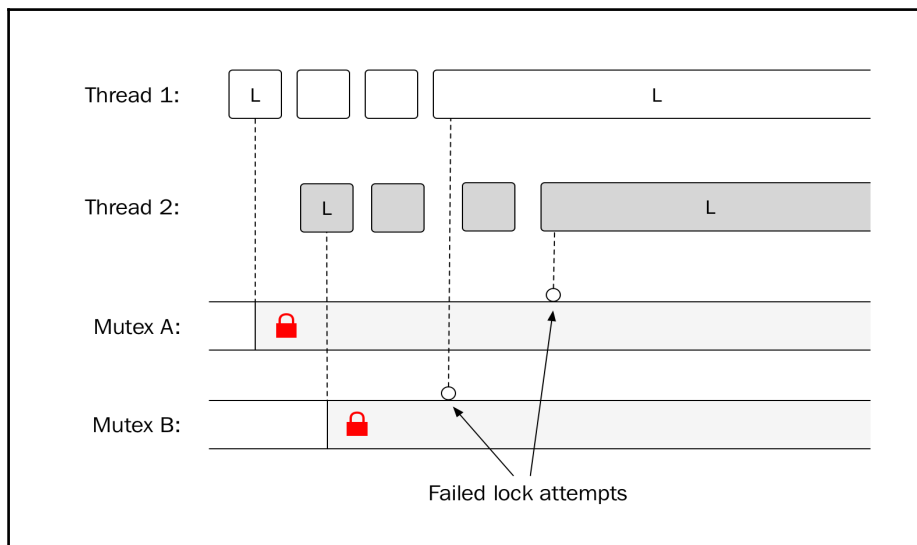 Thread 1:
L
L
Thread 2:
L
L
Mutex A:
Mutex B:
Failed lock attempts